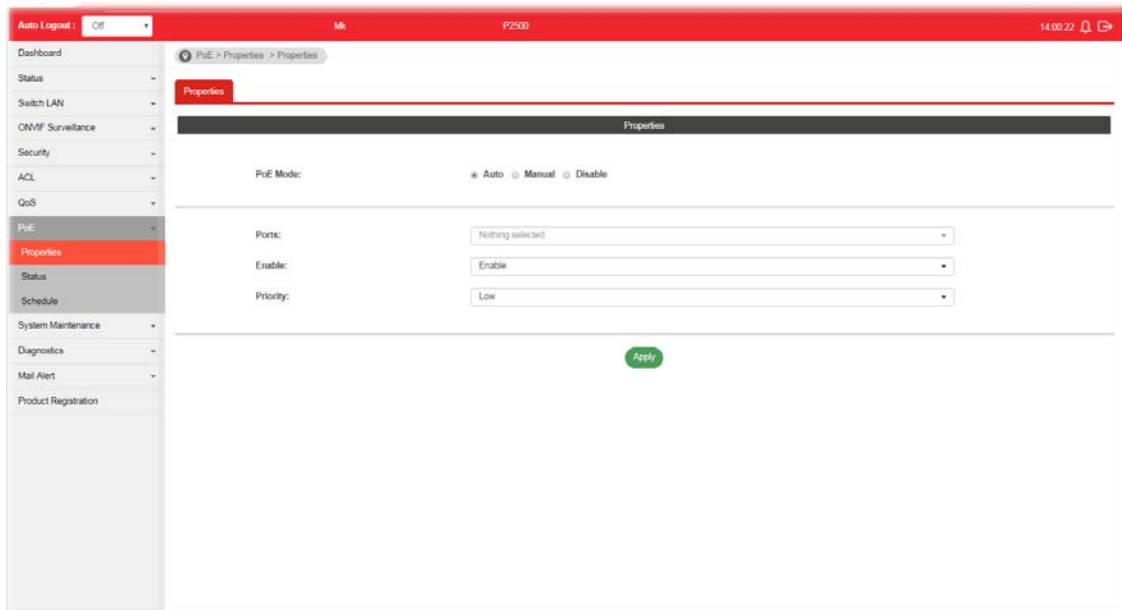 Auto Logout : Off Mk P2500 14:00:22
Dashboard
Status
Switch LAN
ONVIF Surveillance
Security
ACL
QoS
PoE
Properties
Status
Schedule
System Maintenance
Diagnostics
Mail Alert
Product Registration
PoE > Properties > Properties
Properties
Properties
PoE Mode: Auto Manual Disable
Ports: Nothing selected
Enable: Enable
Priority: Low
Apply